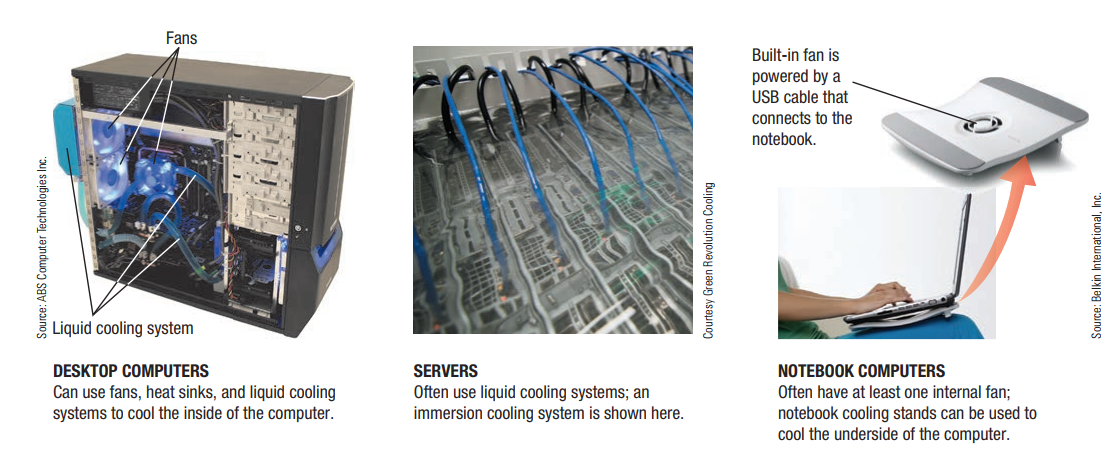 Fans
Source: ABS Computer Technologies Inc.
Liquid cooling system
DESKTOP COMPUTERS
Can use fans, heat sinks, and liquid cooling
systems to cool the inside of the computer.
Courtesy Green Revolution Cooling
SERVERS
Often use liquid cooling systems; an
immersion cooling system is shown here.
Built-in fan is
powered by a
USB cable that
connects to the
notebook.
Source: Belkin International, Inc.
NOTEBOOK COMPUTERS
Often have at least one internal fan;
notebook cooling stands can be used to
cool the underside of the computer.